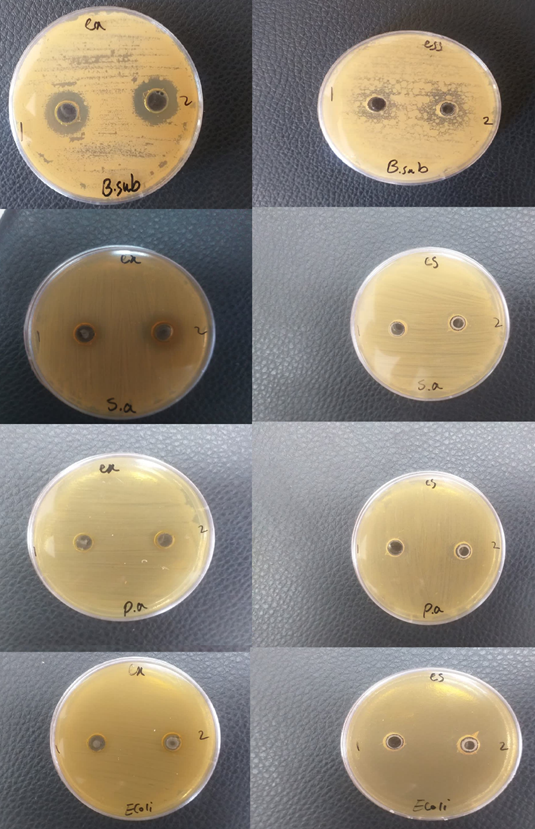 ex
1 2
B.sub
ess
1 2
B.sub
ex
1 2
S.a
es
1 2
S.a
ex
1 2
P.a
es
1 2
P.a
ex
1 2
EColi
es
1 2
EColi